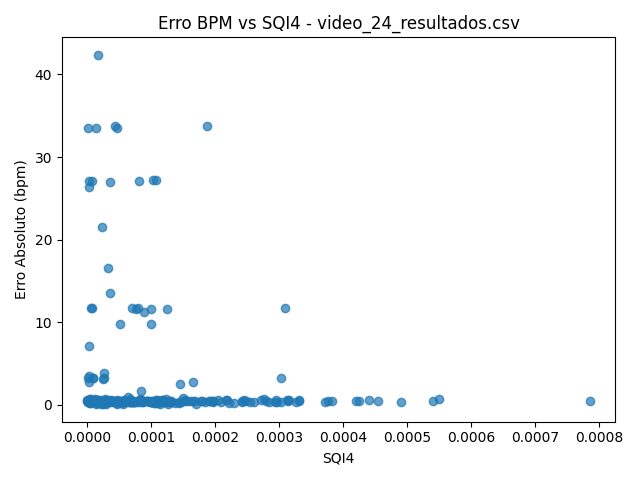 Erro BPM vs SQI4 - video_24_resultados.csv
Erro Absoluto (bpm)
40
30
20
10
0
0.0000 0.0001 0.0002 0.0003 0.0004 0.0005 0.0006 0.0007 0.0008
SQI4